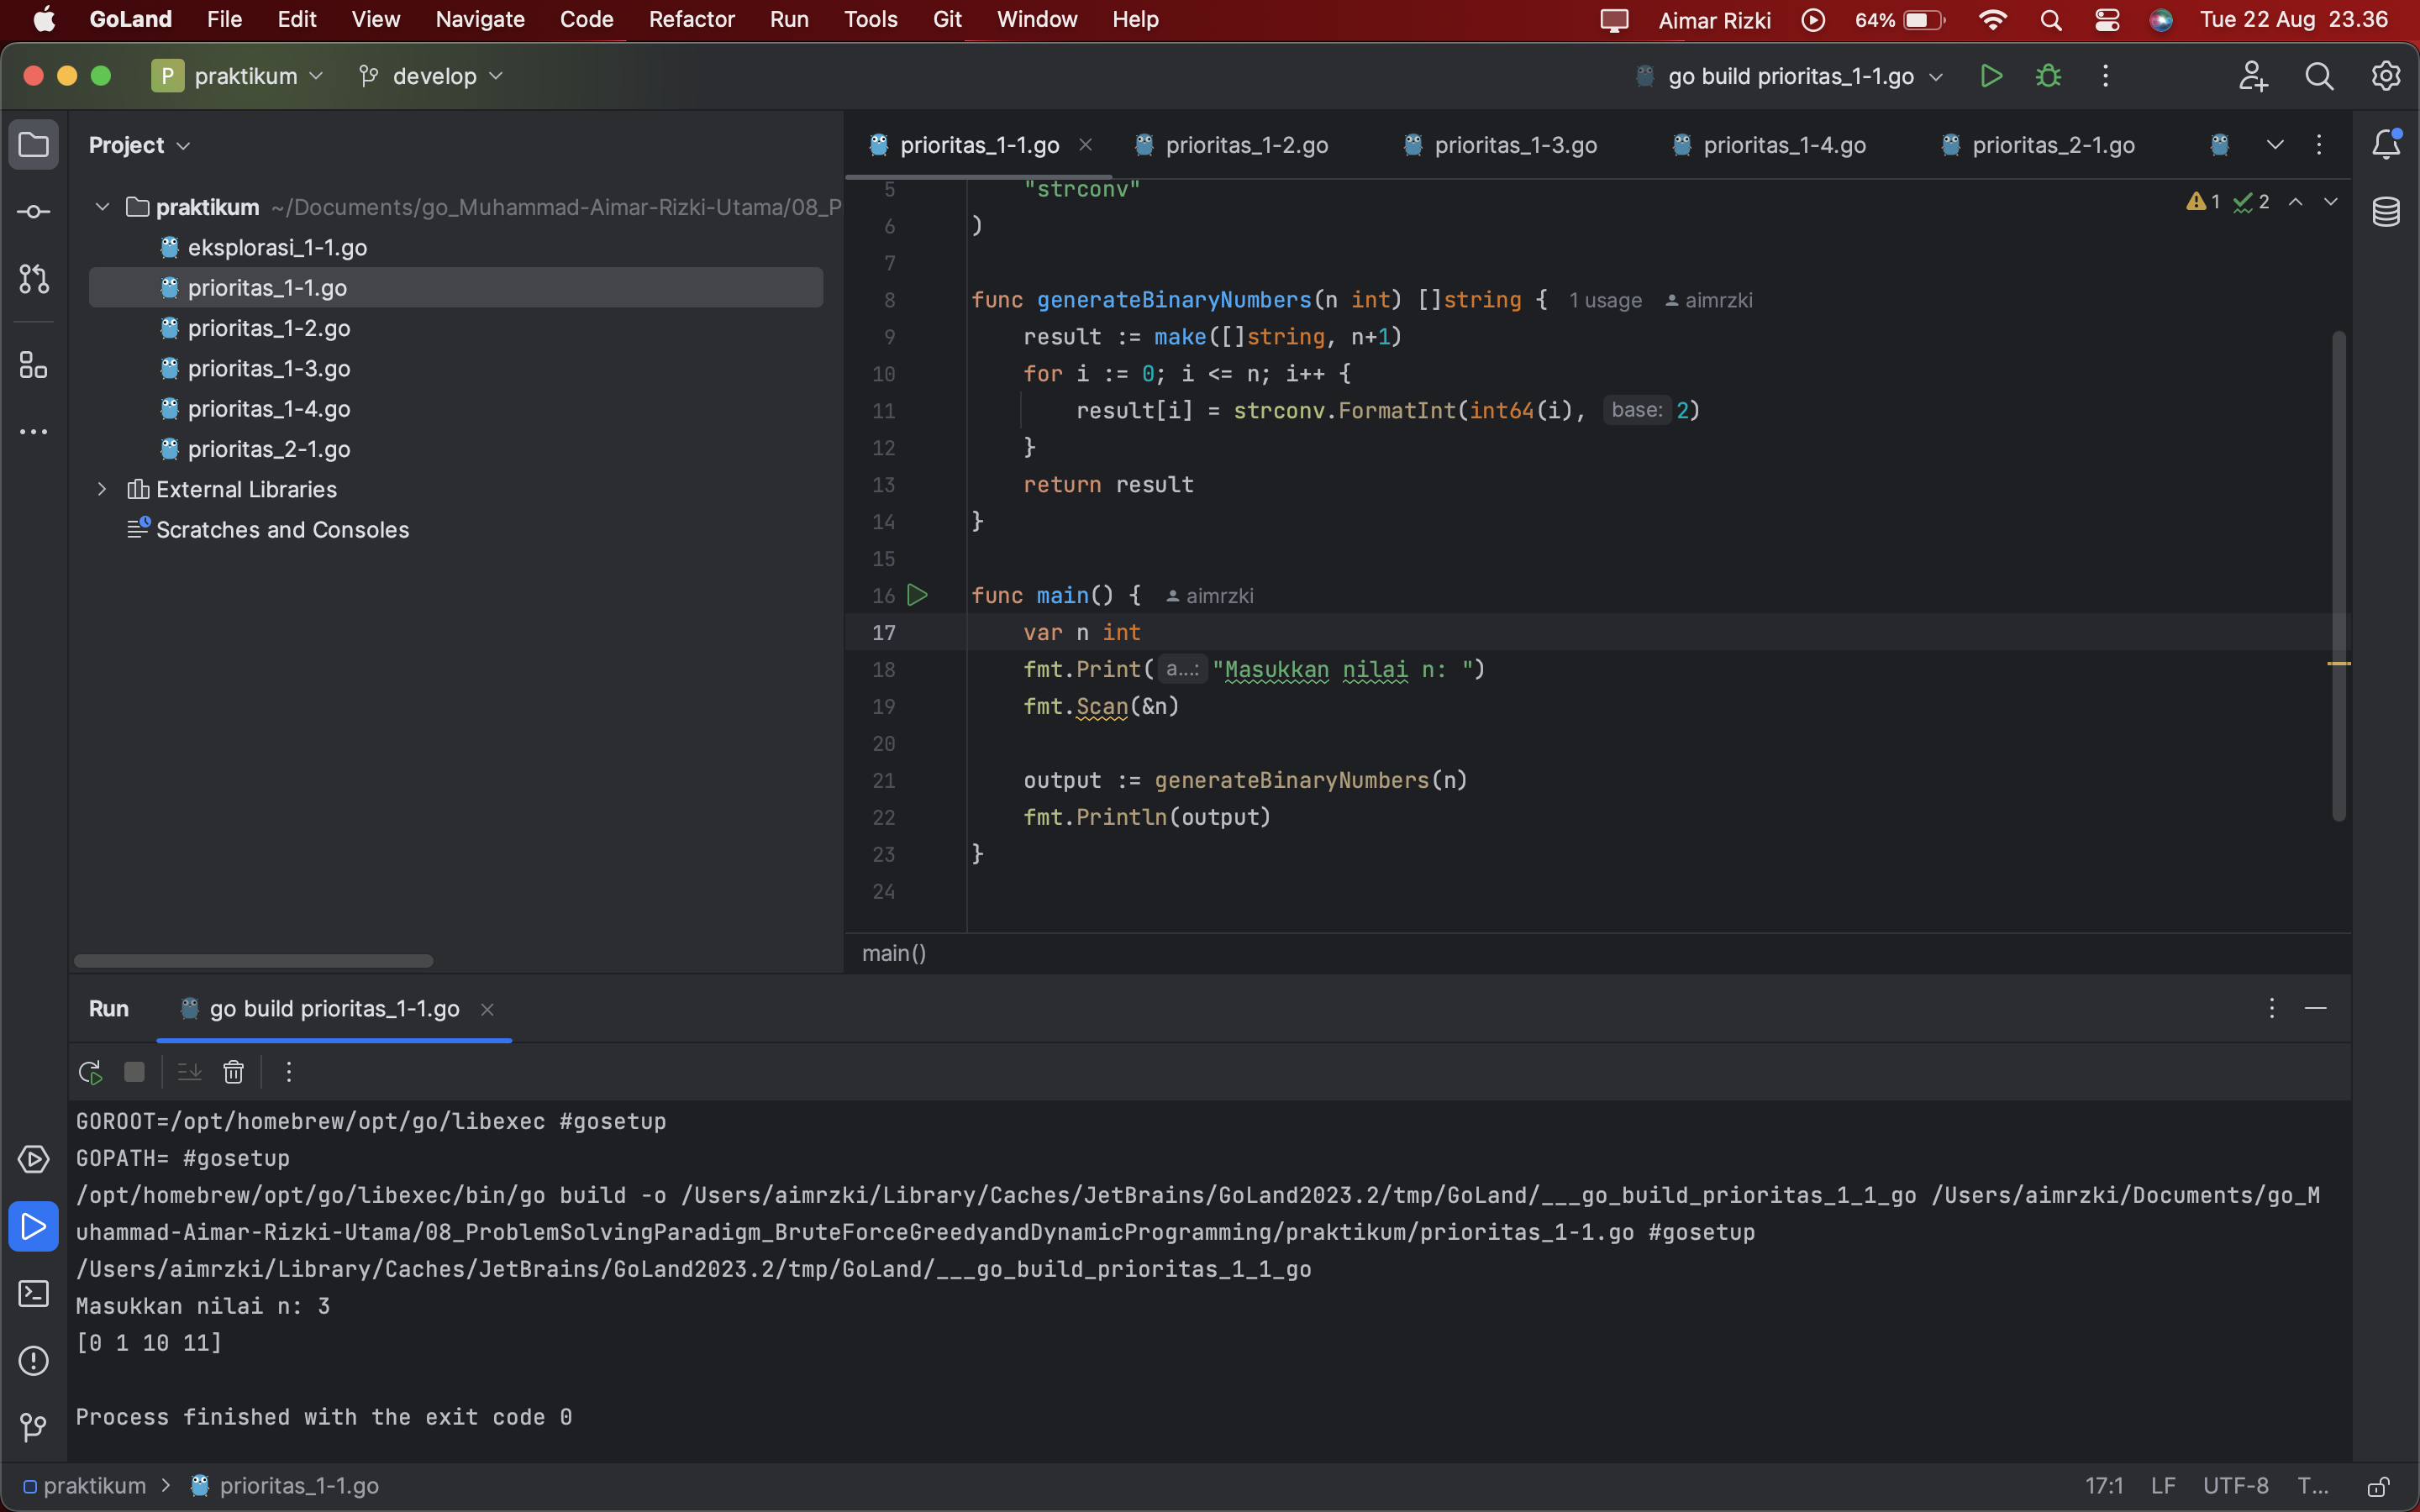 GoLand File Edit View Navigate Code Refactor Run Tools Git Window Help Aimar Rizki 64% Tue 22 Aug 23.36
P praktikum develop go build prioritas_1-1.go
Project
praktikum ~/Documents/go_Muhammad-Aimar-Rizki-Utama/08_P
eksplorasi_1-1.go
prioritas_1-1.go
prioritas_1-2.go
prioritas_1-3.go
prioritas_1-4.go
prioritas_2-1.go
External Libraries
Scratches and Consoles
prioritas_1-1.go prioritas_1-2.go prioritas_1-3.go prioritas_1-4.go prioritas_2-1.go
1 2
5 "strconv"
6 )
7
8 func generateBinaryNumbers(n int) []string { 1 usage aimrzki
9 result := make([]string, n+1)
10 for i := 0; i <= n; i++ {
11 result[i] = strconv.FormatInt(int64(i), base: 2)
12 }
13 return result
14 }
15
16 func main() { aimrzki
17 var n int
18 fmt.Print( a...: "Masukkan nilai n: ")
19 fmt.Scan(&n)
20
21 output := generateBinaryNumbers(n)
22 fmt.Println(output)
23 }
24
main()
Run go build prioritas_1-1.go
GOROOT=/opt/homebrew/opt/go/libexec #gosetup
GOPATH= #gosetup
/opt/homebrew/opt/go/libexec/bin/go build -o /Users/aimrzki/Library/Caches/JetBrains/GoLand2023.2/tmp/GoLand/___go_build_prioritas_1_1_go /Users/aimrzki/Documents/go_M
uhammad-Aimar-Rizki-Utama/08_ProblemSolvingParadigm_BruteForceGreedyandDynamicProgramming/praktikum/prioritas_1-1.go #gosetup
/Users/aimrzki/Library/Caches/JetBrains/GoLand2023.2/tmp/GoLand/___go_build_prioritas_1_1_go
Masukkan nilai n: 3
[0 1 10 11]
Process finished with the exit code 0
praktikum > prioritas_1-1.go 17:1 LF UTF-8 T...